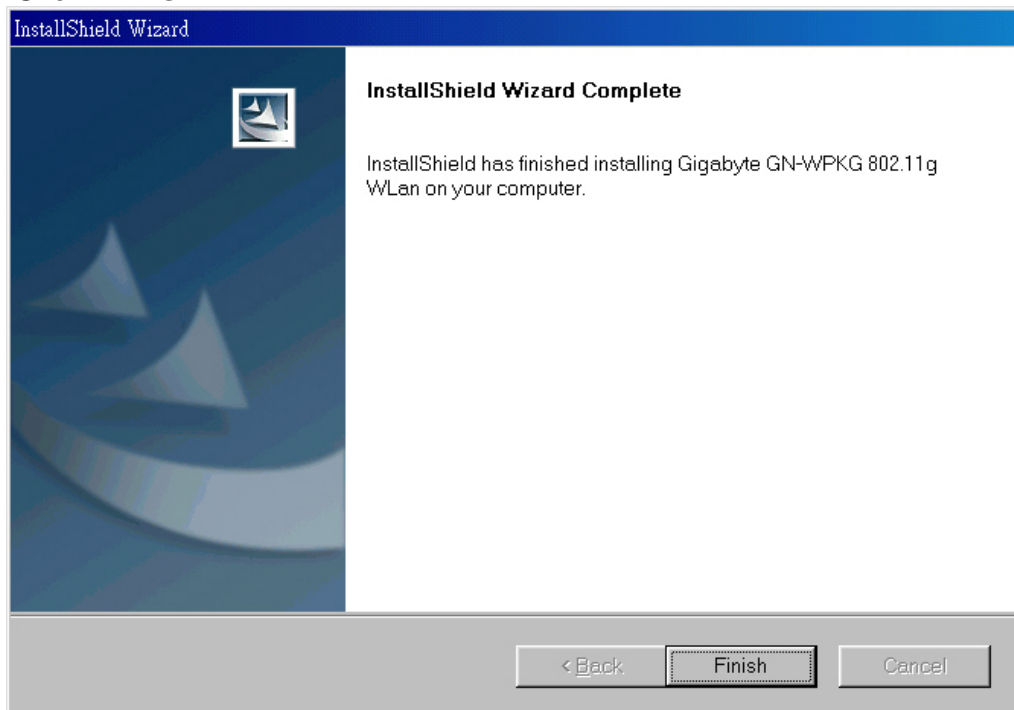 InstallShield Wizard
InstallShield Wizard Complete
InstallShield has finished installing Gigabyte GN-WPKG 802.11g
WLan on your computer.
< Back
Finish
Cancel